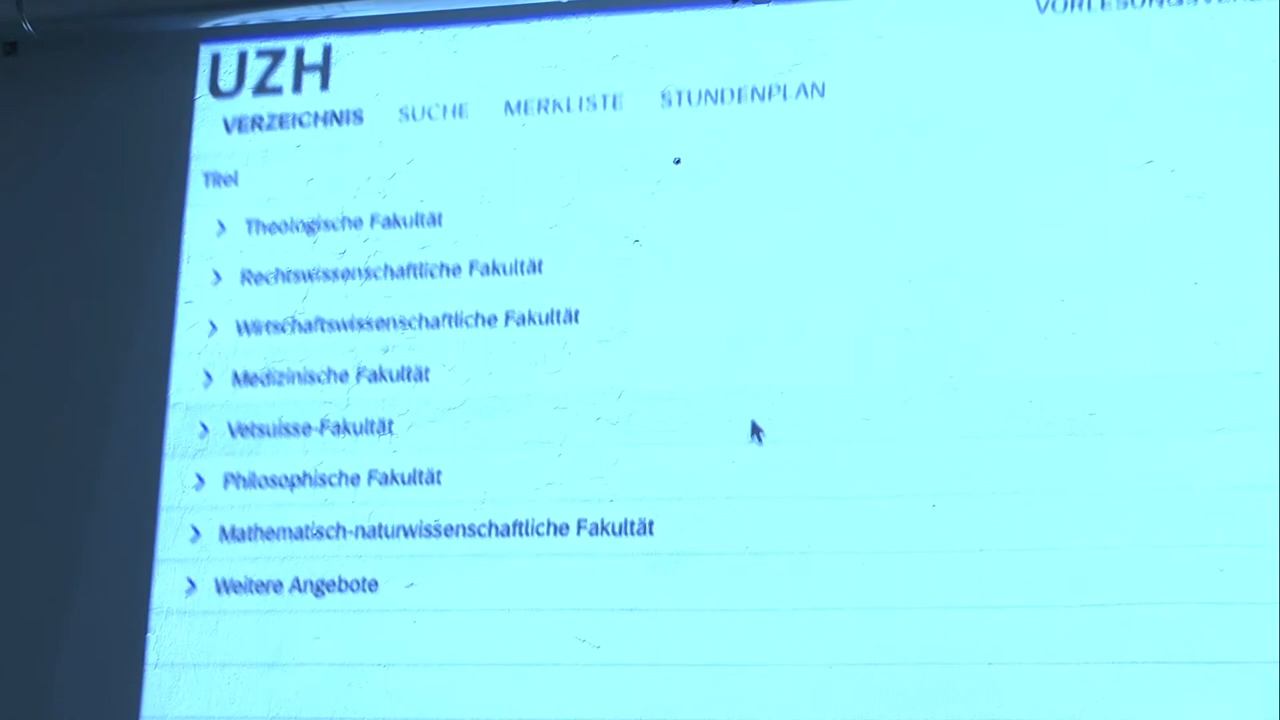 UZH
VERZEICHNIS SUCHE MERKLISTE STUNDENPLAN
Titel
Theologische Fakultät
Rechtswissenschaftliche Fakultät
Wirtschaftswissenschaftliche Fakultät
Medizinische Fakultät
Vetsuisse-Fakultät
Philosophische Fakultät
Mathematisch-naturwissenschaftliche Fakultät
Weitere Angebote